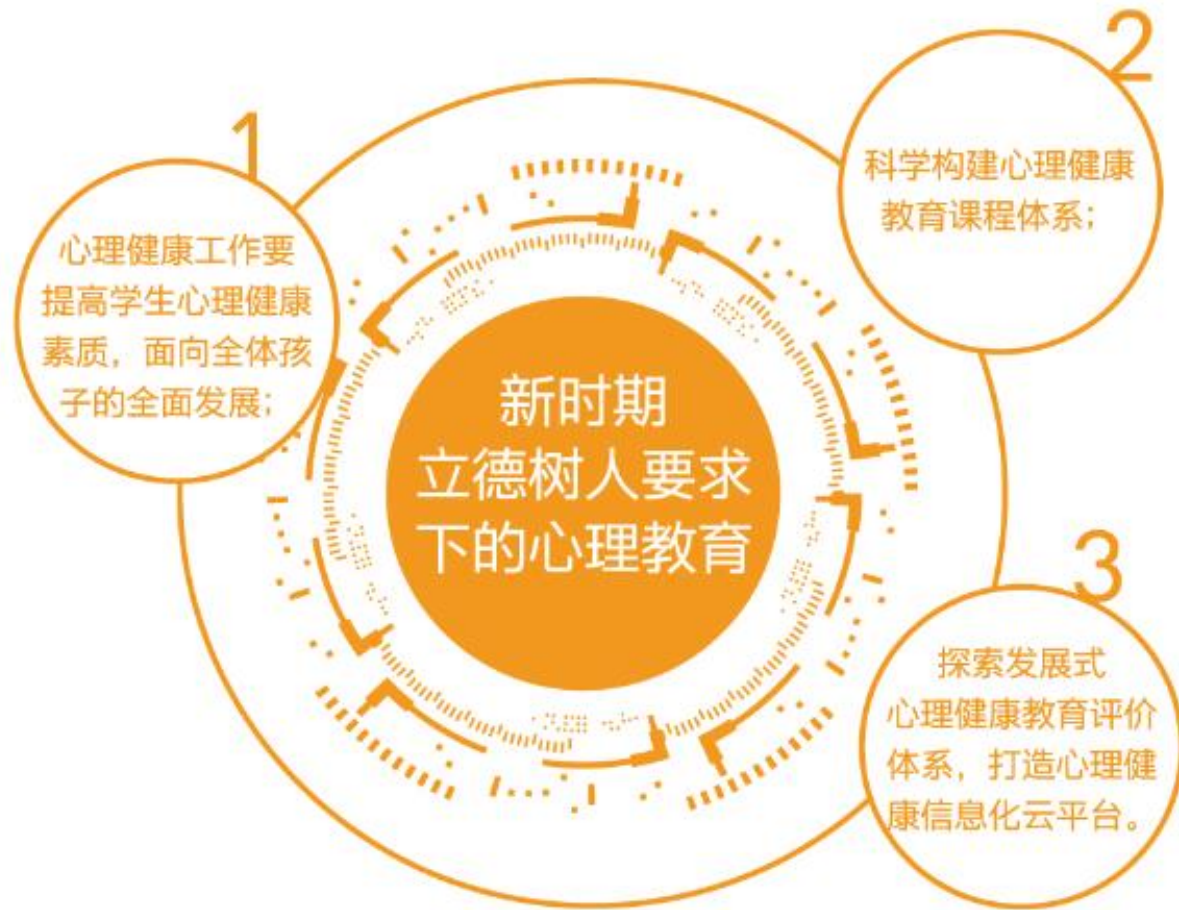 1
心理健康工作要
提高学生心理健康
素质，面向全体孩
子的全面发展；
2
科学构建心理健康
教育课程体系；
新时期
立德树人要求
下的心理教育
3
探索发展式
心理健康教育评价
体系，打造心理健
康信息化云平台。